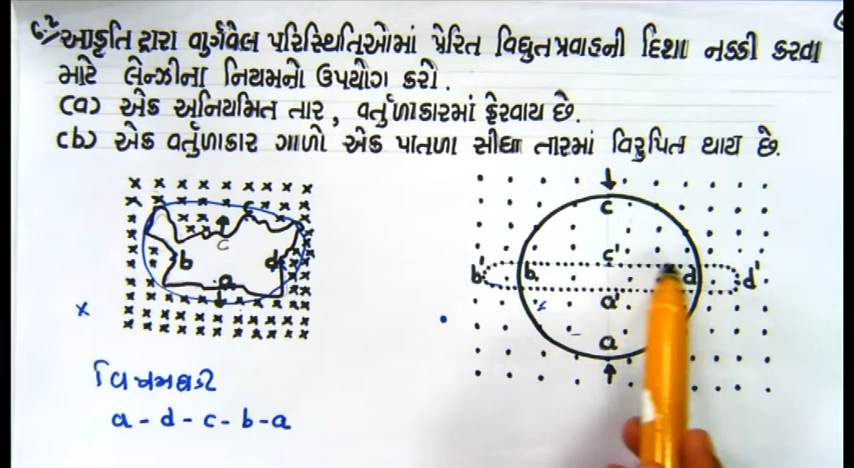 6.2 આકૃતિ દ્વારા વર્ણવેલ પરિસ્થિતિઓમાં પ્રેરિત વિદ્યુતપ્રવાહની દિશા નક્કી કરવા
માટે લેન્ઝીના નિયમનો ઉપયોગ કરો.
(a) એક અનિયમિત તાર, વર્તુળાકારમાં ફેરવાય છે.
(b) એક વર્તુળાકાર ગાળો એક પાતળા સીધા તારમાં વિરુપિત થાય છે.
c
b
d
a
c
c'
b'
b
d
d'
a'
a
વિષમઘડી
a - d - c - b - a